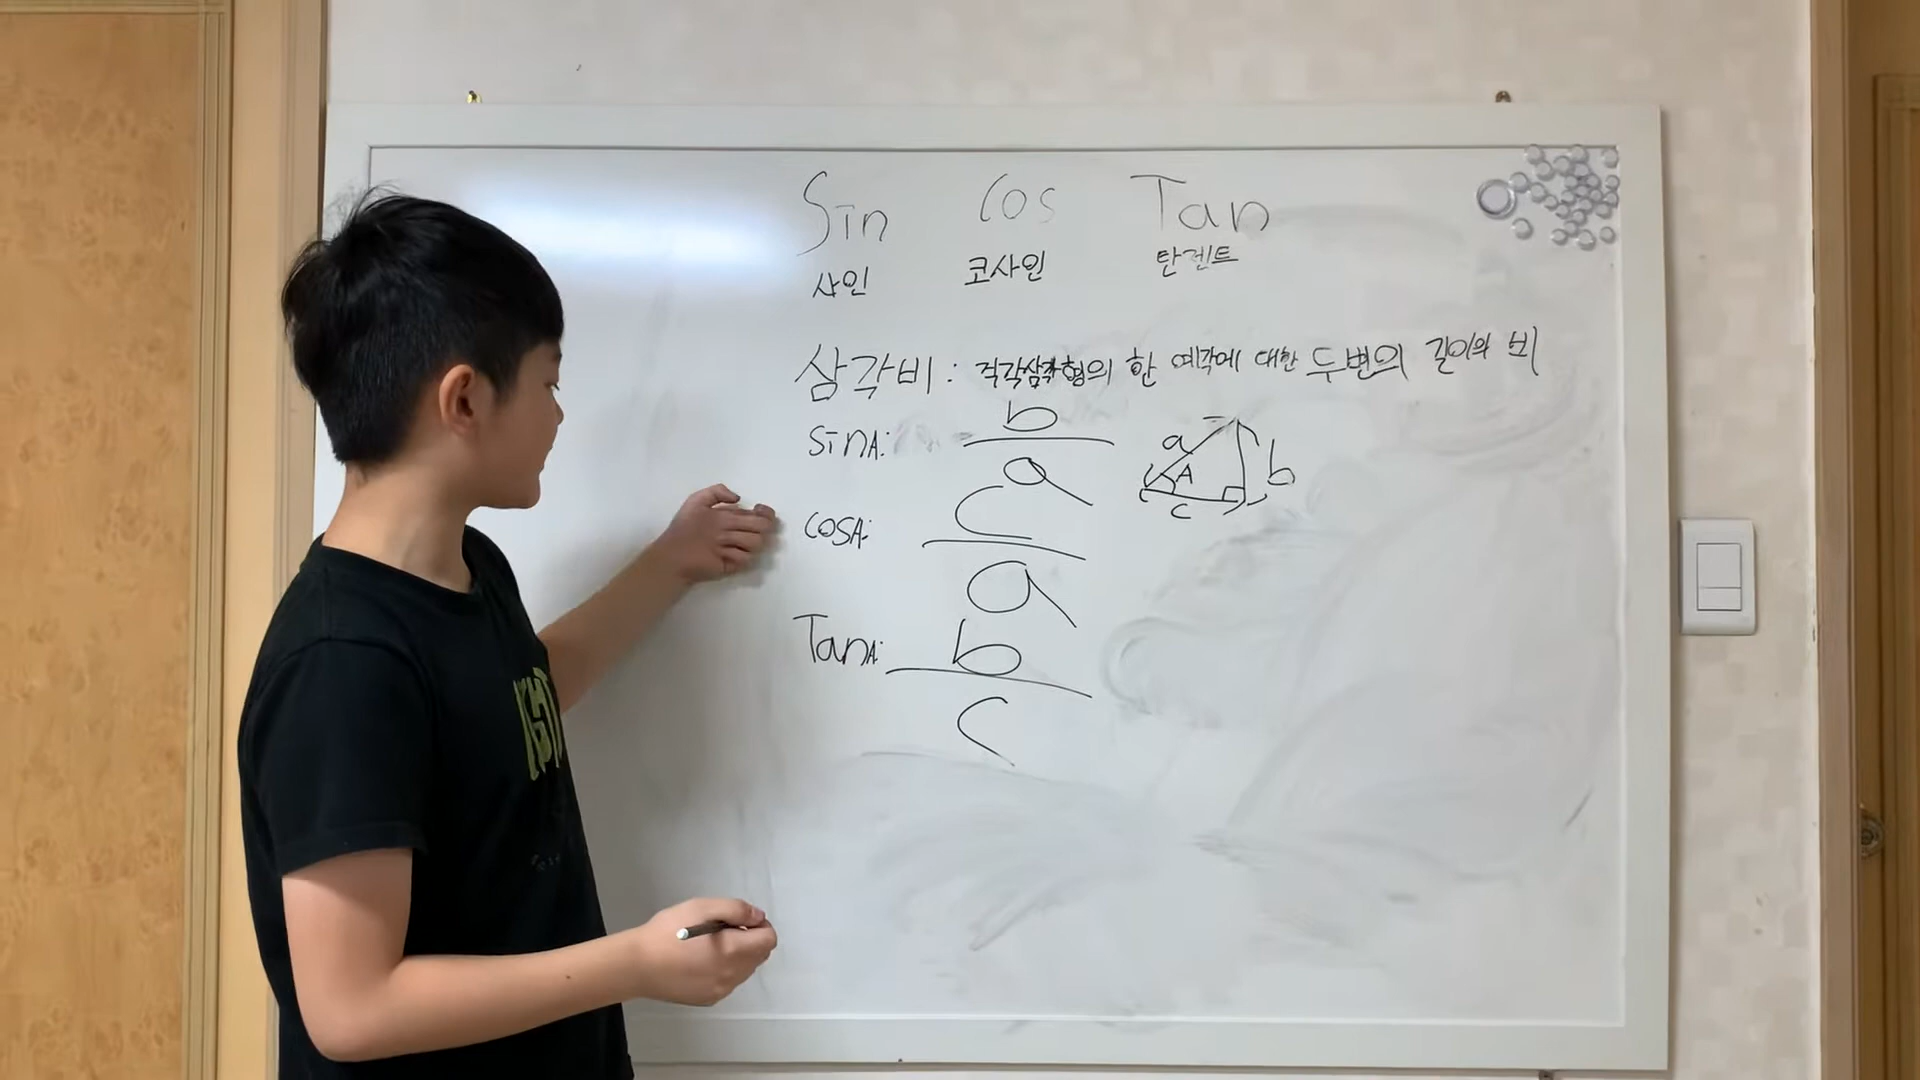 Sin Cos Tan
사인 코사인 탄젠트
삼각비 : 직각삼각형의 한 예각에 대한 두변의 길이의 비
sinA: b
a
cosA: c
a
TanA: b
c
a
A
b
c